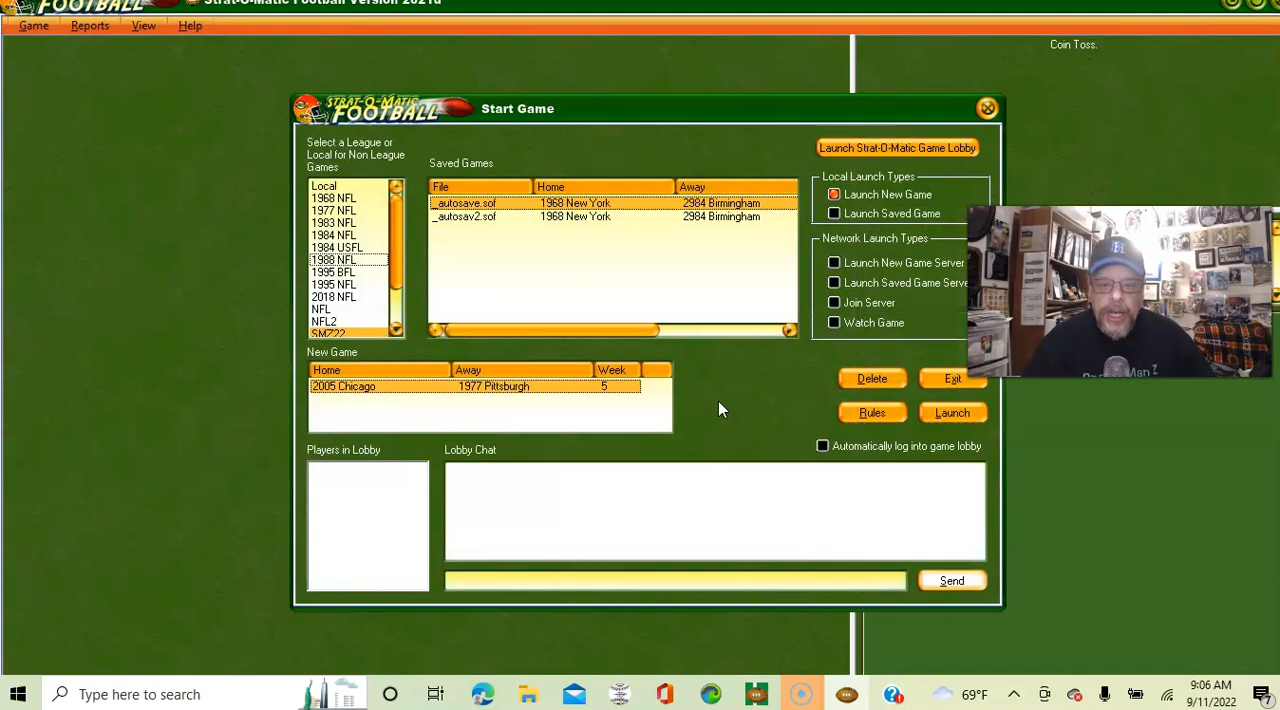 FOOTBALL Strat-O-Matic Football Version 2021d
Game Reports View Help
Coin Toss.
STRAT-O-MATIC FOOTBALL Start Game
Select a League or
Local for Non League
Games
Saved Games
Launch Strat-O-Matic Game Lobby
Local
1968 NFL
1977 NFL
1983 NFL
1984 NFL
1984 USFL
1988 NFL
1995 BFL
1995 NFL
2018 NFL
NFL
NFL2
SMZ22
File Home Away
_autosave.sof 1968 New York 2984 Birmingham
_autosav2.sof 1968 New York 2984 Birmingham
Local Launch Types
Launch New Game
Launch Saved Game
Network Launch Types
Launch New Game Server
Launch Saved Game Serve
Join Server
Watch Game
New Game
Home Away Week
2005 Chicago 1977 Pittsburgh 5
Delete Exit
Rules Launch
Automatically log into game lobby
Players in Lobby
Lobby Chat
Send
Type here to search
69°F
9:06 AM
9/11/2022
7